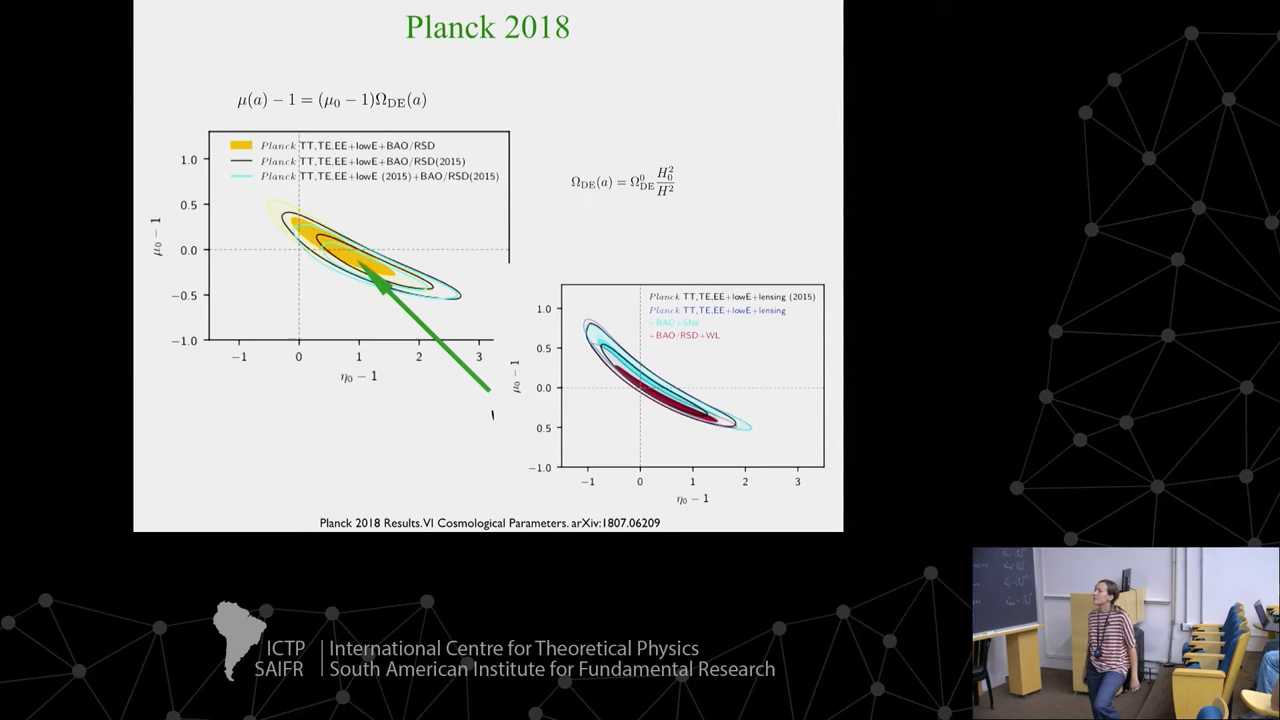 Planck 2018
μ(a) − 1 = (μ₀ − 1)Ω_DE(a)
Planck TT,TE,EE+lowE+BAO/RSD
Planck TT,TE,EE+lowE+BAO/RSD(2015)
Planck TT,TE,EE+lowE (2015)+BAO/RSD(2015)
1.0
0.5
0.0
−0.5
−1.0
μ₀ − 1
−1
0
1
2
3
η₀ − 1
Ω_DE(a) = Ω⁰_DE H₀²/H²
Planck TT,TE,EE+lowE+lensing (2015)
Planck TT,TE,EE+lowE+lensing
+BAO+SNe
+BAO/RSD+WL
1.0
0.5
0.0
0.5
−1.0
μ₀ − 1
−1
0
1
2
3
η₀ − 1
Planck 2018 Results.VI Cosmological Parameters. arXiv:1807.06209
ICTP
SAIFR
International Centre for Theoretical Physics
South American Institute for Fundamental Research